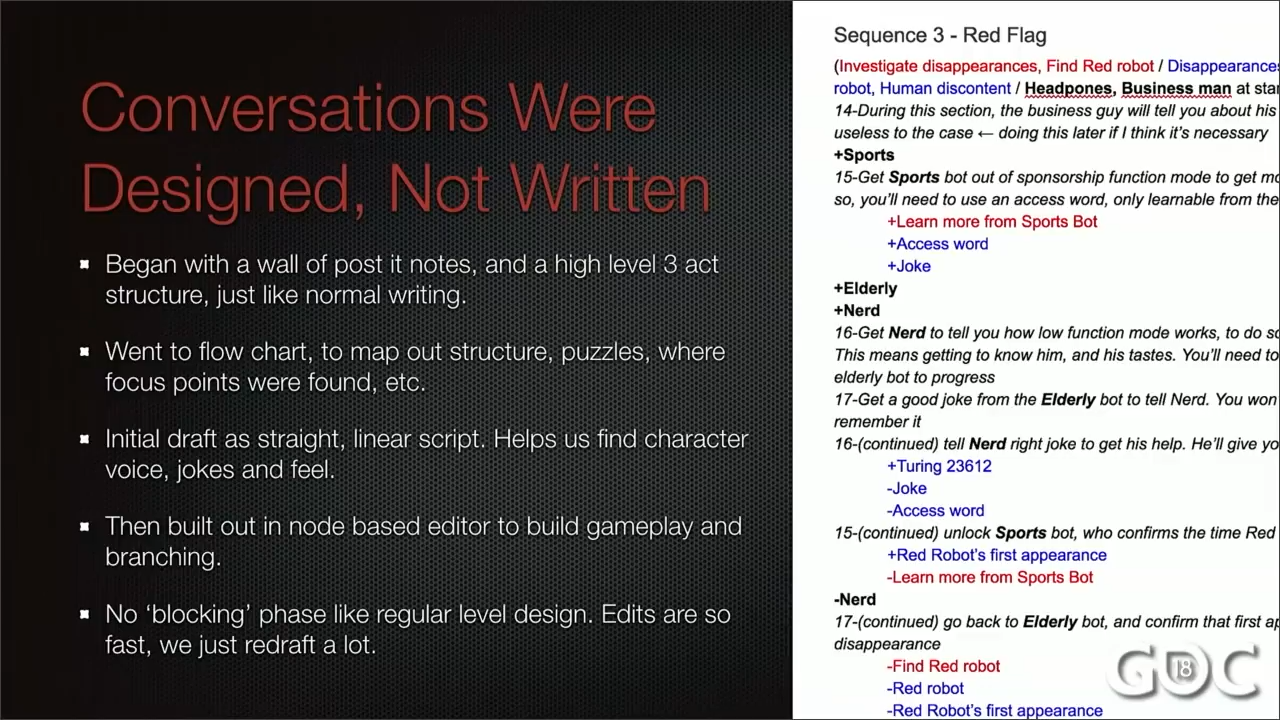 Conversations Were
Designed, Not Written
Began with a wall of post it notes, and a high level 3 act
structure, just like normal writing.
Went to flow chart, to map out structure, puzzles, where
focus points were found, etc.
Initial draft as straight, linear script. Helps us find character
voice, jokes and feel.
Then built out in node based editor to build gameplay and
branching.
No ‘blocking’ phase like regular level design. Edits are so
fast, we just redraft a lot.
Sequence 3 - Red Flag
(Investigate disappearances, Find Red robot / Disappearances
robot, Human discontent / Headpones, Business man at star
14-During this section, the business guy will tell you about his
useless to the case ← doing this later if I think it’s necessary
+Sports
15-Get Sports bot out of sponsorship function mode to get mo
so, you’ll need to use an access word, only learnable from the
+Learn more from Sports Bot
+Access word
+Joke
+Elderly
+Nerd
16-Get Nerd to tell you how low function mode works, to do so
This means getting to know him, and his tastes. You’ll need to
elderly bot to progress
17-Get a good joke from the Elderly bot to tell Nerd. You won
remember it
16-(continued) tell Nerd right joke to get his help. He’ll give yo
+Turing 23612
-Joke
-Access word
15-(continued) unlock Sports bot, who confirms the time Red
+Red Robot’s first appearance
-Learn more from Sports Bot
-Nerd
17-(continued) go back to Elderly bot, and confirm that first ap
disappearance
-Find Red robot
-Red robot
-Red Robot’s first appearance
GDC 18